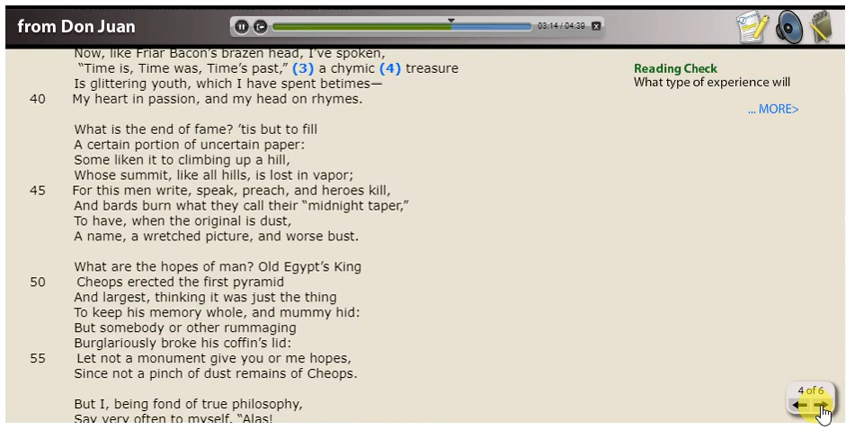 from Don Juan
03:14 / 04:39
Now, like Friar Bacon's brazen head, I've spoken,
"Time is, Time was, Time's past," (3) a chymic (4) treasure
Is glittering youth, which I have spent betimes—
40 My heart in passion, and my head on rhymes.
What is the end of fame? 'tis but to fill
A certain portion of uncertain paper:
Some liken it to climbing up a hill,
Whose summit, like all hills, is lost in vapor;
45 For this men write, speak, preach, and heroes kill,
And bards burn what they call their "midnight taper,"
To have, when the original is dust,
A name, a wretched picture, and worse bust.
What are the hopes of man? Old Egypt's King
50 Cheops erected the first pyramid
And largest, thinking it was just the thing
To keep his memory whole, and mummy hid:
But somebody or other rummaging
Burglariously broke his coffin's lid:
55 Let not a monument give you or me hopes,
Since not a pinch of dust remains of Cheops.
But I, being fond of true philosophy,
Say very often to myself, "Alas!
Reading Check
What type of experience will
... MORE>
4 of 6